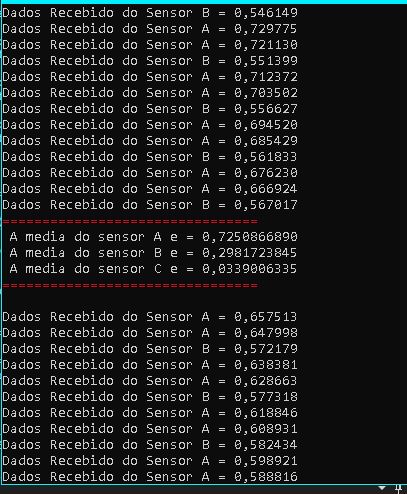 Dados Recebido do Sensor B = 0,546149
Dados Recebido do Sensor A = 0,729775
Dados Recebido do Sensor A = 0,721130
Dados Recebido do Sensor B = 0,551399
Dados Recebido do Sensor A = 0,712372
Dados Recebido do Sensor A = 0,703502
Dados Recebido do Sensor B = 0,556627
Dados Recebido do Sensor A = 0,694520
Dados Recebido do Sensor A = 0,685429
Dados Recebido do Sensor B = 0,561833
Dados Recebido do Sensor A = 0,676230
Dados Recebido do Sensor A = 0,666924
Dados Recebido do Sensor B = 0,567017
================================
A media do sensor A e = 0,7250866890
A media do sensor B e = 0,2981723845
A media do sensor C e = 0,0339006335
================================
Dados Recebido do Sensor A = 0,657513
Dados Recebido do Sensor A = 0,647998
Dados Recebido do Sensor B = 0,572179
Dados Recebido do Sensor A = 0,638381
Dados Recebido do Sensor A = 0,628663
Dados Recebido do Sensor B = 0,577318
Dados Recebido do Sensor A = 0,618846
Dados Recebido do Sensor A = 0,608931
Dados Recebido do Sensor B = 0,582434
Dados Recebido do Sensor A = 0,598921
Dados Recebido do Sensor A = 0,588816